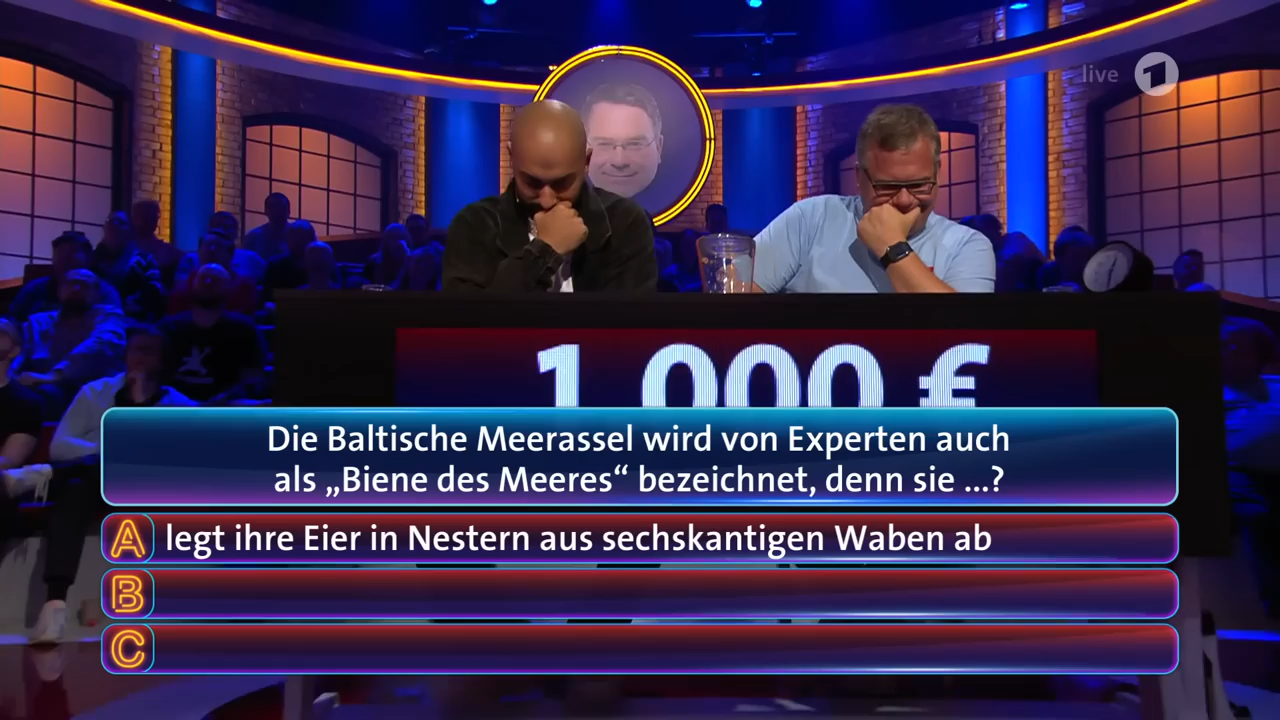 live 1
1.000 €
Die Baltische Meerassel wird von Experten auch
als „Biene des Meeres“ bezeichnet, denn sie ...?
A legt ihre Eier in Nestern aus sechskantigen Waben ab
B
C